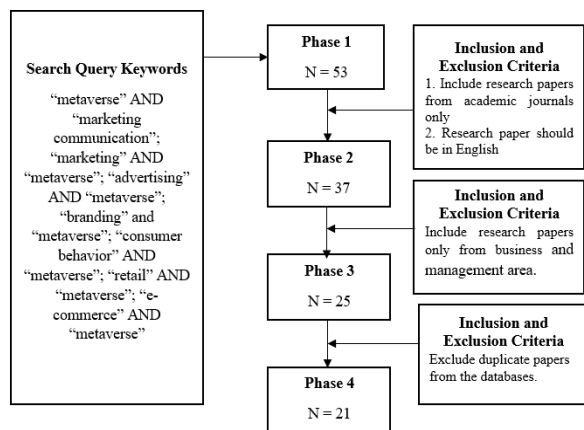 Search Query Keywords
“metaverse” AND
“marketing
communication”;
“marketing” AND
“metaverse”; “advertising”
AND “metaverse”;
“branding” and
“metaverse”; “consumer
behavior” AND
“metaverse”; “retail” AND
“metaverse”; “e-
commerce” AND
“metaverse”
Phase 1
N = 53
Inclusion and
Exclusion Criteria
1. Include research papers
from academic journals
only
2. Research paper should
be in English
Phase 2
N = 37
Inclusion and
Exclusion Criteria
Include research papers
only from business and
management area.
Phase 3
N = 25
Inclusion and
Exclusion Criteria
Exclude duplicate papers
from the databases.
Phase 4
N = 21